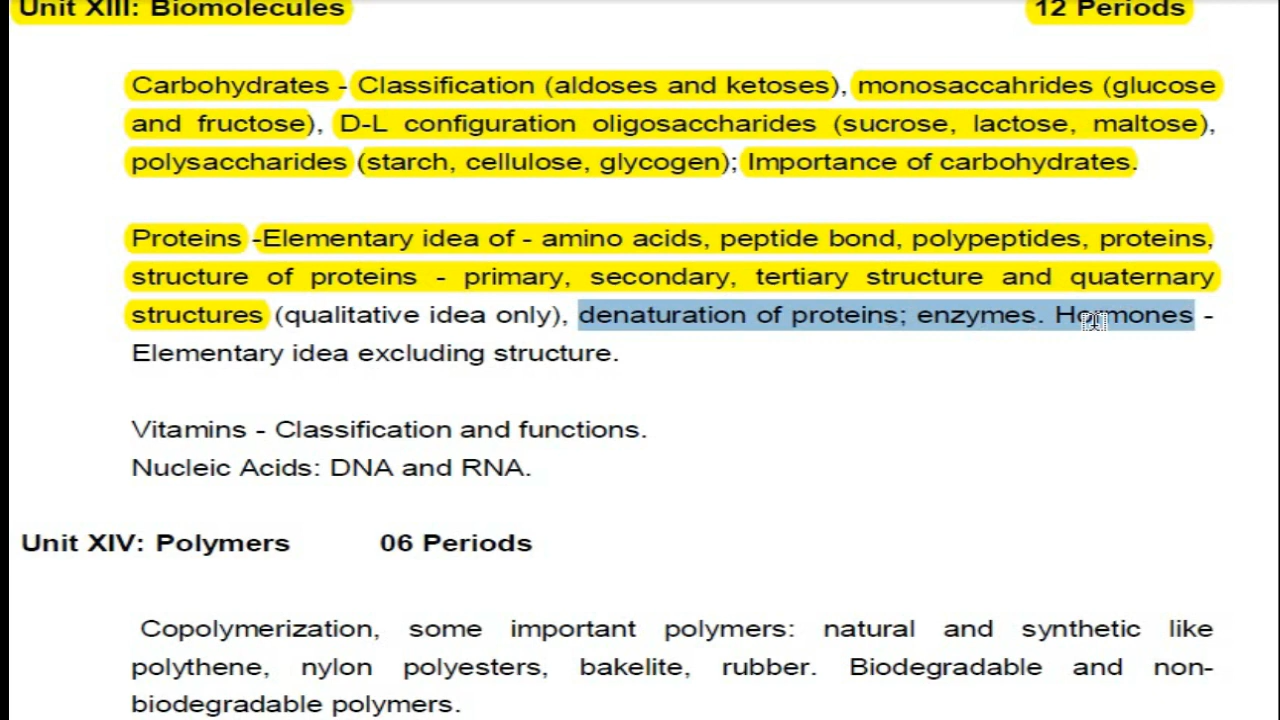 Unit XIII: Biomolecules 12 Periods
Carbohydrates - Classification (aldoses and ketoses), monosaccahrides (glucose
and fructose), D-L configuration oligosaccharides (sucrose, lactose, maltose),
polysaccharides (starch, cellulose, glycogen); Importance of carbohydrates.
Proteins -Elementary idea of - amino acids, peptide bond, polypeptides, proteins,
structure of proteins - primary, secondary, tertiary structure and quaternary
structures (qualitative idea only), denaturation of proteins; enzymes. Hormones -
Elementary idea excluding structure.
Vitamins - Classification and functions.
Nucleic Acids: DNA and RNA.
Unit XIV: Polymers 06 Periods
Copolymerization, some important polymers: natural and synthetic like
polythene, nylon polyesters, bakelite, rubber. Biodegradable and non-
biodegradable polymers.